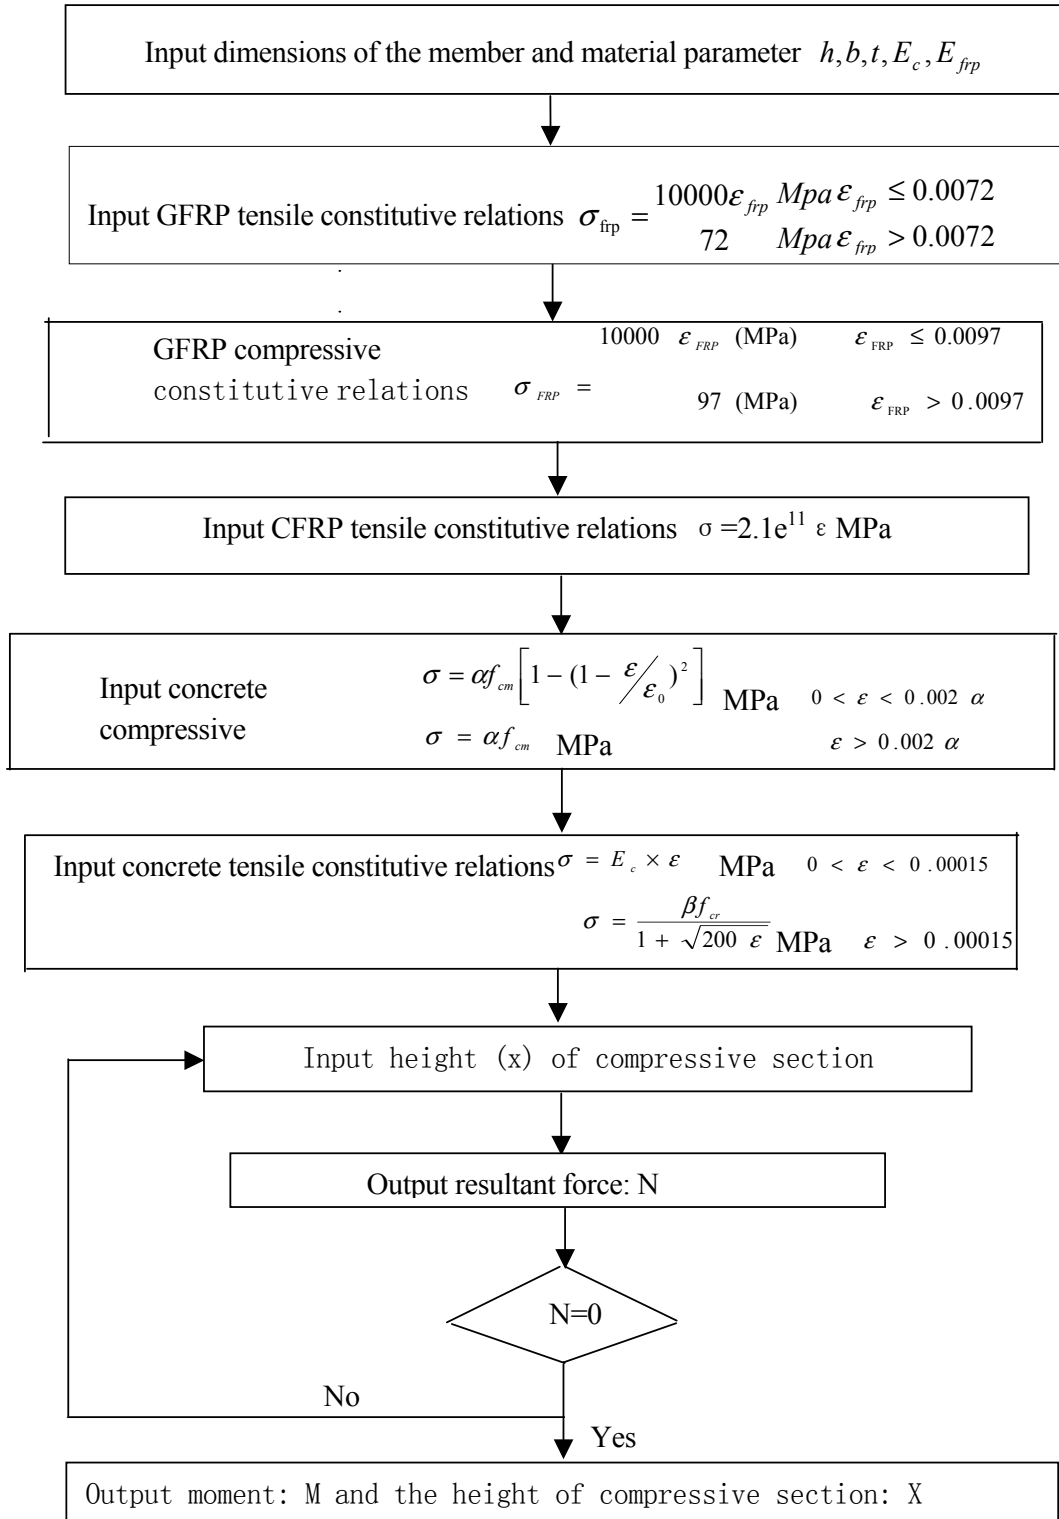 Input dimensions of the member and material parameter h, b, t, E_c, E_frp
Input GFRP tensile constitutive relations σ_frp = 10000ε_frp Mpa ε_frp ≤ 0.0072
72 Mpa ε_frp > 0.0072
GFRP compressive
constitutive relations σ_FRP =
10000 ε_FRP (MPa) ε_FRP ≤ 0.0097
97 (MPa) ε_FRP > 0.0097
Input CFRP tensile constitutive relations σ =2.1e^11 ε MPa
Input concrete
compressive
σ = αf_cm [1 − (1 − ε/ε_0)^2] MPa 0 < ε < 0.002 α
σ = αf_cm MPa ε > 0.002 α
Input concrete tensile constitutive relations σ = E_c × ε MPa 0 < ε < 0.00015
σ = βf_cr / (1 + √(200 ε)) MPa ε > 0.00015
Input height (x) of compressive section
Output resultant force: N
N=0
No
Yes
Output moment: M and the height of compressive section: X